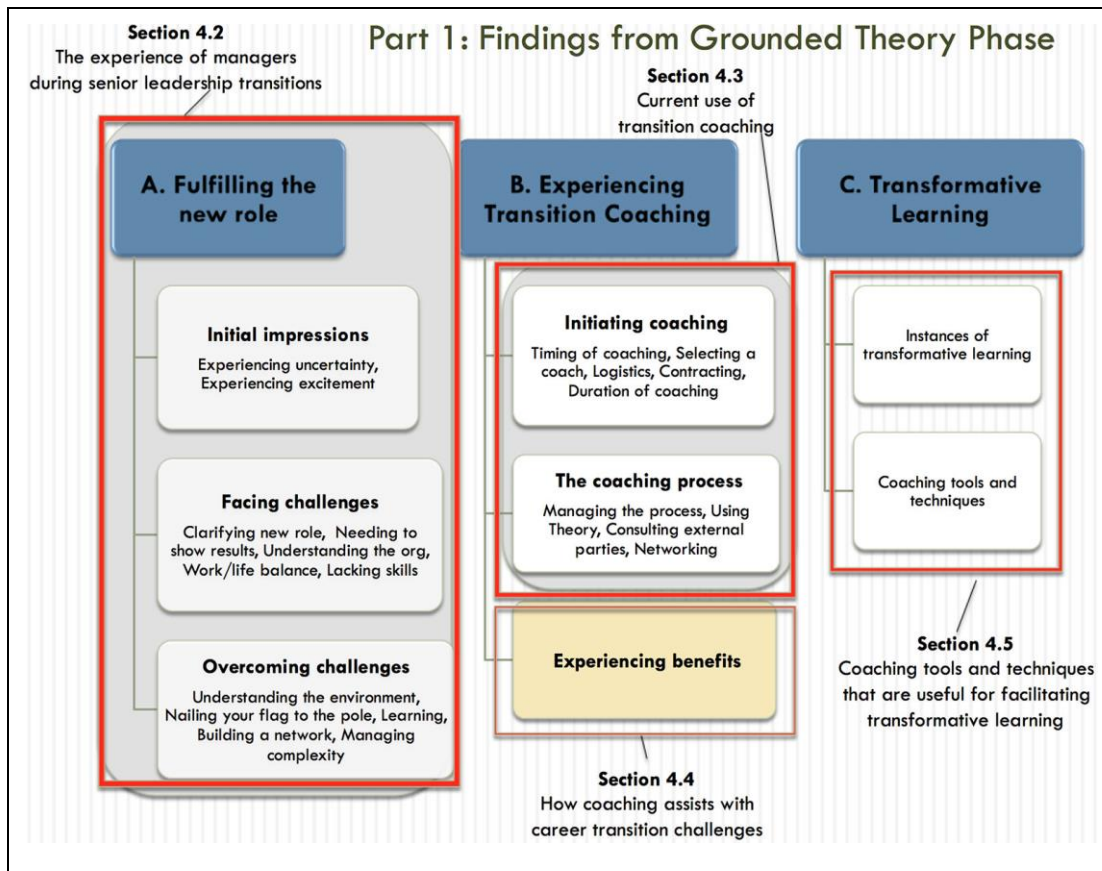 Part 1: Findings from Grounded Theory Phase
Section 4.2
The experience of managers
during senior leadership transitions
Section 4.3
Current use of
transition coaching
A. Fulfilling the
new role
Initial impressions
Experiencing uncertainty,
Experiencing excitement
Facing challenges
Clarifying new role, Needing to
show results, Understanding the org,
Work/life balance, Lacking skills
Overcoming challenges
Understanding the environment,
Nailing your flag to the pole, Learning,
Building a network, Managing
complexity
B. Experiencing
Transition Coaching
Initiating coaching
Timing of coaching, Selecting a
coach, Logistics, Contracting,
Duration of coaching
The coaching process
Managing the process, Using
Theory, Consulting external
parties, Networking
Experiencing benefits
Section 4.4
How coaching assists with
career transition challenges
C. Transformative
Learning
Instances of
transformative learning
Coaching tools and
techniques
Section 4.5
Coaching tools and techniques
that are useful for facilitating
transformative learning